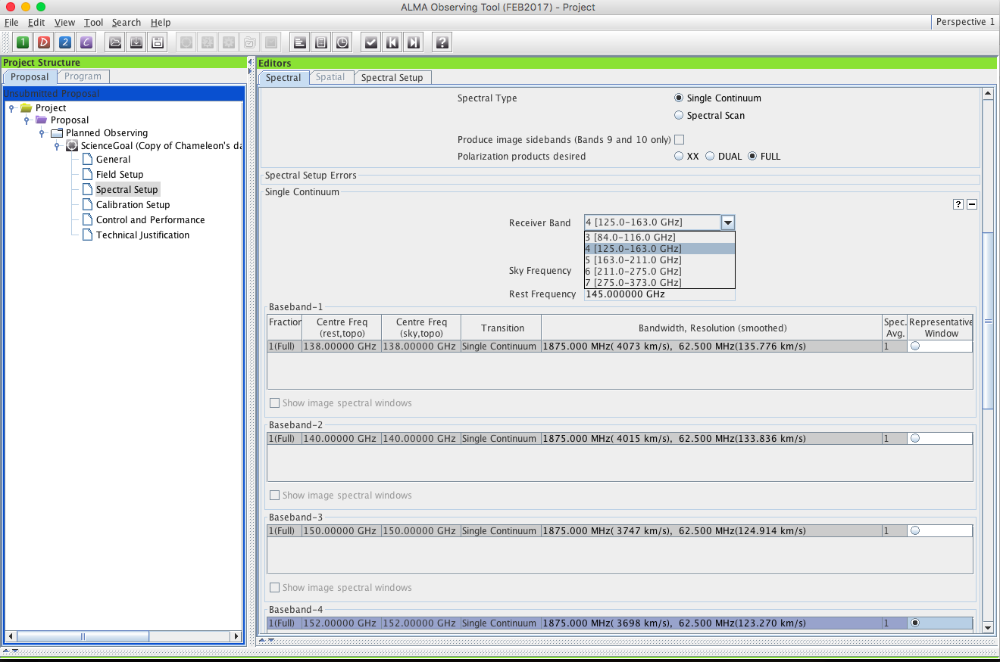 ALMA Observing Tool (FEB2017) - Project
File Edit View Tool Search Help
Perspective 1
1 D 2 C ?
Project Structure
Proposal Program
Unsubmitted Proposal
Project
Proposal
Planned Observing
ScienceGoal (Copy of Chameleon's da
General
Field Setup
Spectral Setup
Calibration Setup
Control and Performance
Technical Justification
Editors
Spectral Spatial Spectral Setup
Spectral Type
Single Continuum
Spectral Scan
Produce image sidebands (Bands 9 and 10 only)
Polarization products desired XX DUAL FULL
Spectral Setup Errors
Single Continuum
?
Receiver Band 4 [125.0-163.0 GHz]
3 [84.0-116.0 GHz]
4 [125.0-163.0 GHz]
5 [163.0-211.0 GHz]
Sky Frequency 6 [211.0-275.0 GHz]
7 [275.0-373.0 GHz]
Rest Frequency 145.000000 GHz
Baseband-1
Fraction Centre Freq (rest,topo) Centre Freq (sky,topo) Transition Bandwidth, Resolution (smoothed) Spec. Avg. Representative Window
1(Full) 138.00000 GHz 138.00000 GHz Single Continuum 1875.000 MHz( 4073 km/s), 62.500 MHz(135.776 km/s) 1
Show image spectral windows
Baseband-2
1(Full) 140.00000 GHz 140.00000 GHz Single Continuum 1875.000 MHz( 4015 km/s), 62.500 MHz(133.836 km/s) 1
Show image spectral windows
Baseband-3
1(Full) 150.00000 GHz 150.00000 GHz Single Continuum 1875.000 MHz( 3747 km/s), 62.500 MHz(124.914 km/s) 1
Show image spectral windows
Baseband-4
1(Full) 152.00000 GHz 152.00000 GHz Single Continuum 1875.000 MHz( 3698 km/s), 62.500 MHz(123.270 km/s) 1